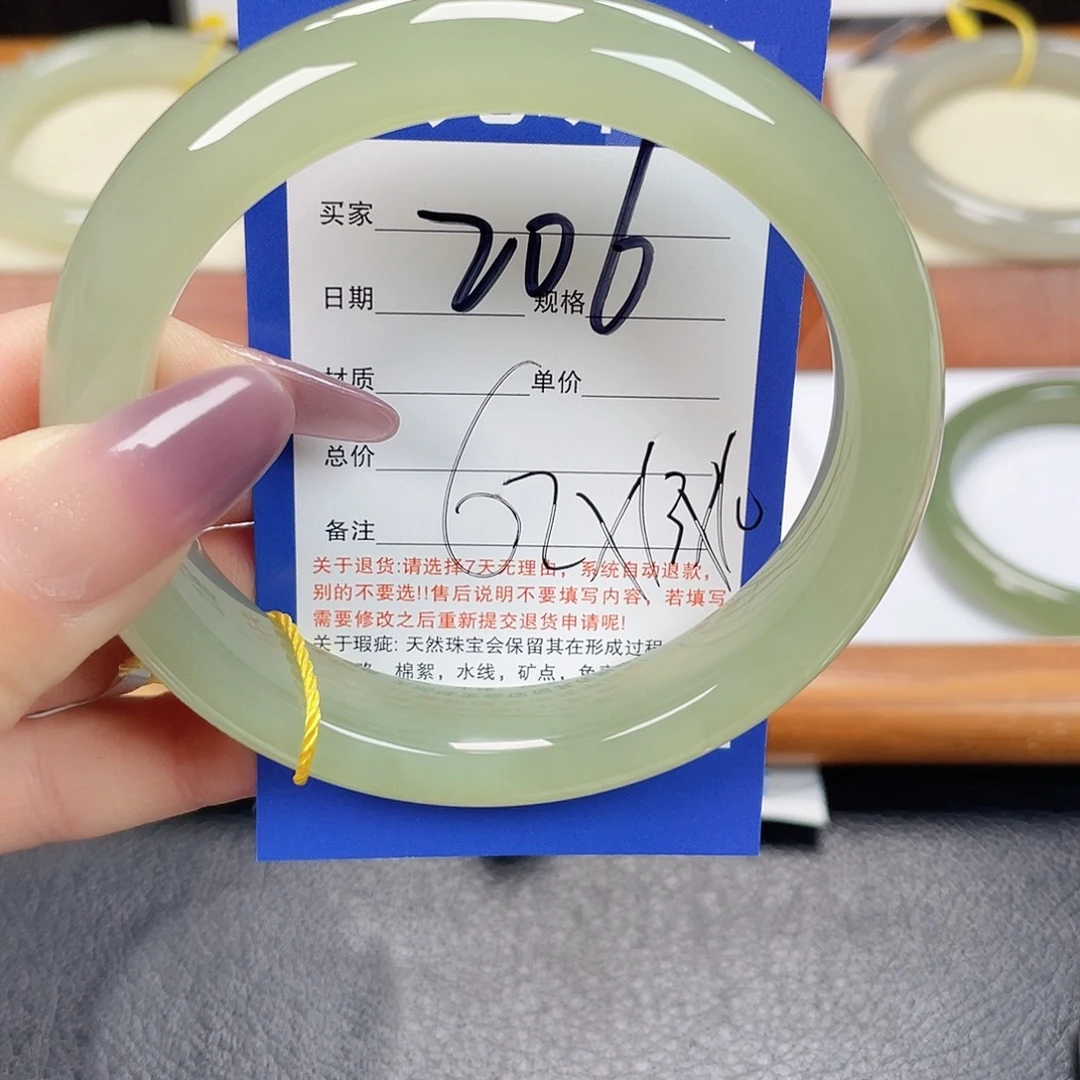 买家 206
日期 规格
材质 单价
总价
备注 62X13X10
关于退货:请选择7天无理由，系统自动退款，
别的不要选!!售后说明不要填写内容，若填写
需要修改之后重新提交退货申请呢!
关于瑕疵: 天然珠宝会保留其在形成过程
棉絮，水线，矿点，